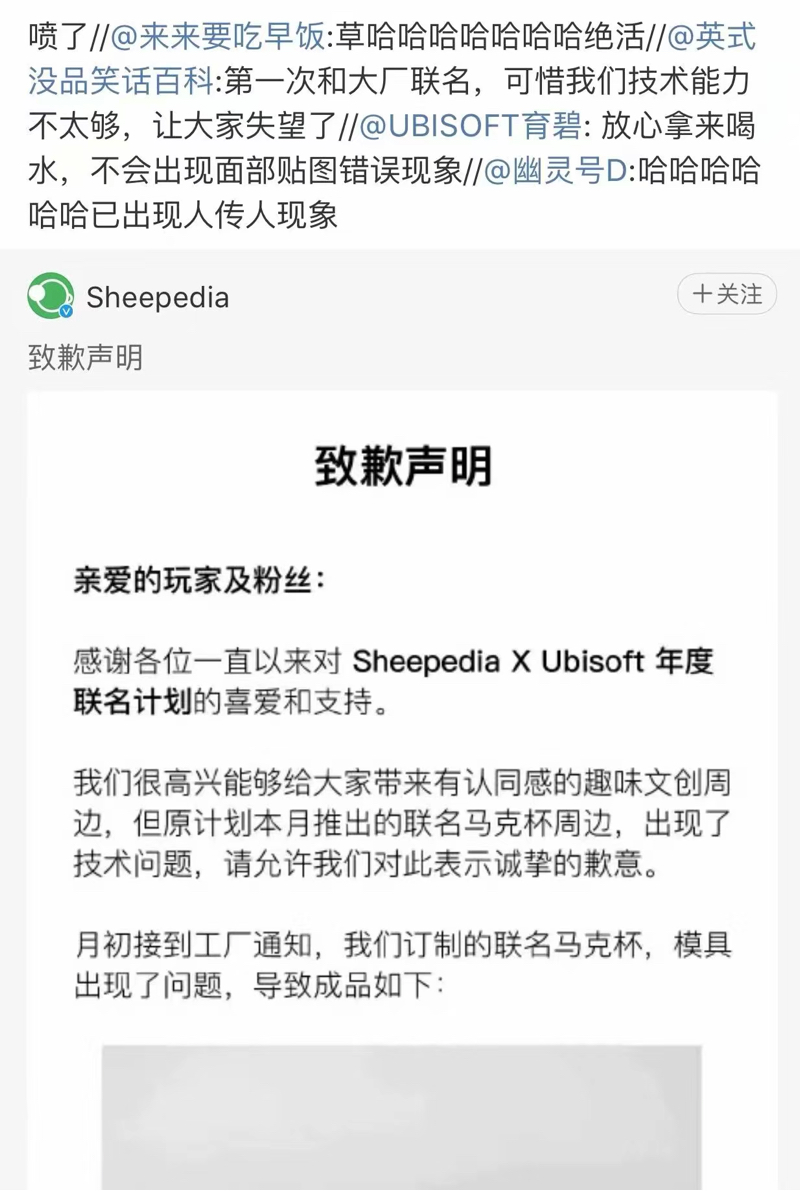 喷了//@来来要吃早饭:草哈哈哈哈哈哈哈绝活//@英式
没品笑话百科:第一次和大厂联名，可惜我们技术能力
不太够，让大家失望了//@UBISOFT育碧: 放心拿来喝
水，不会出现面部贴图错误现象//@幽灵号D:哈哈哈哈
哈哈已出现人传人现象
Sheepedia
+关注
致歉声明
致歉声明
亲爱的玩家及粉丝：
感谢各位一直以来对 Sheepedia X Ubisoft 年度
联名计划的喜爱和支持。
我们很高兴能够给大家带来有认同感的趣味文创周
边，但原计划本月推出的联名马克杯周边，出现了
技术问题，请允许我们对此表示诚挚的歉意。
月初接到工厂通知，我们订制的联名马克杯，模具
出现了问题，导致成品如下：